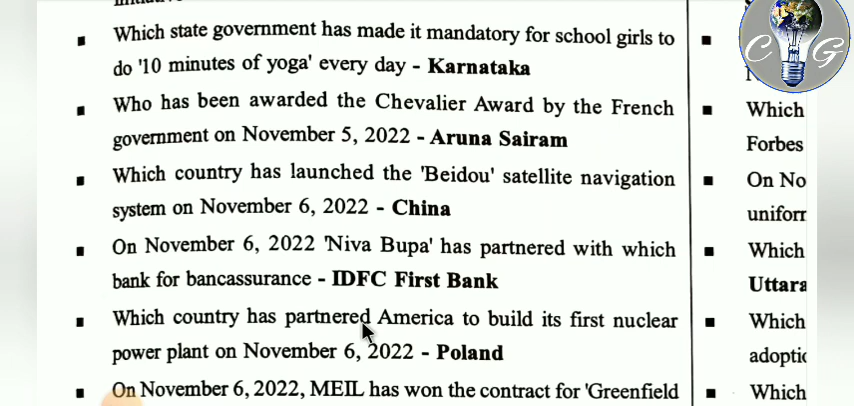 Which state government has made it mandatory for school girls to
do '10 minutes of yoga' every day - Karnataka
Who has been awarded the Chevalier Award by the French
government on November 5, 2022 - Aruna Sairam
Which country has launched the 'Beidou' satellite navigation
system on November 6, 2022 - China
On November 6, 2022 'Niva Bupa' has partnered with which
bank for bancassurance - IDFC First Bank
Which country has partnered America to build its first nuclear
power plant on November 6, 2022 - Poland
On November 6, 2022, MEIL has won the contract for 'Greenfield
C G
Which
Forbes
On No
Which
Uttara
Which
Which